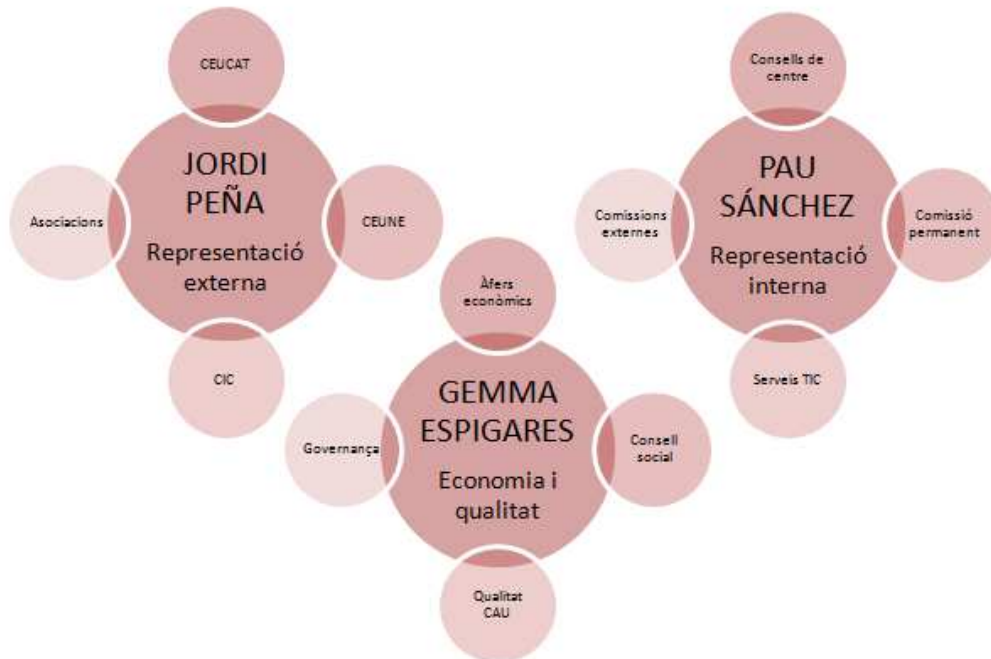 CEUCAT
JORDI
PEÑA
Representació
externa
Asociacions
CEUNE
CIC
Consells de
centre
PAU
SÁNCHEZ
Representació
interna
Comissions
externes
Comissió
permanent
Serveis TIC
Àfers
econòmics
GEMMA
ESPIGARES
Economia i
qualitat
Governança
Consell
social
Qualitat
CAU